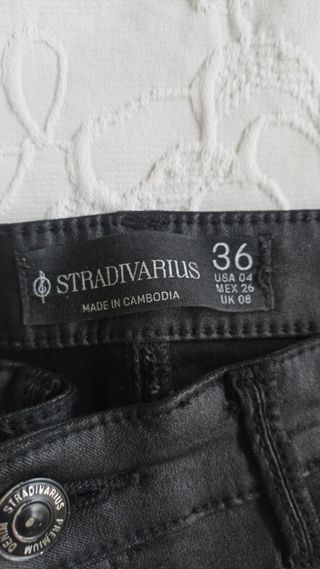 STRADIVARIUS
MADE IN CAMBODIA
36
USA 04
MEX 26
UK 08
STRADIVARIUS PREMIUM DENIM